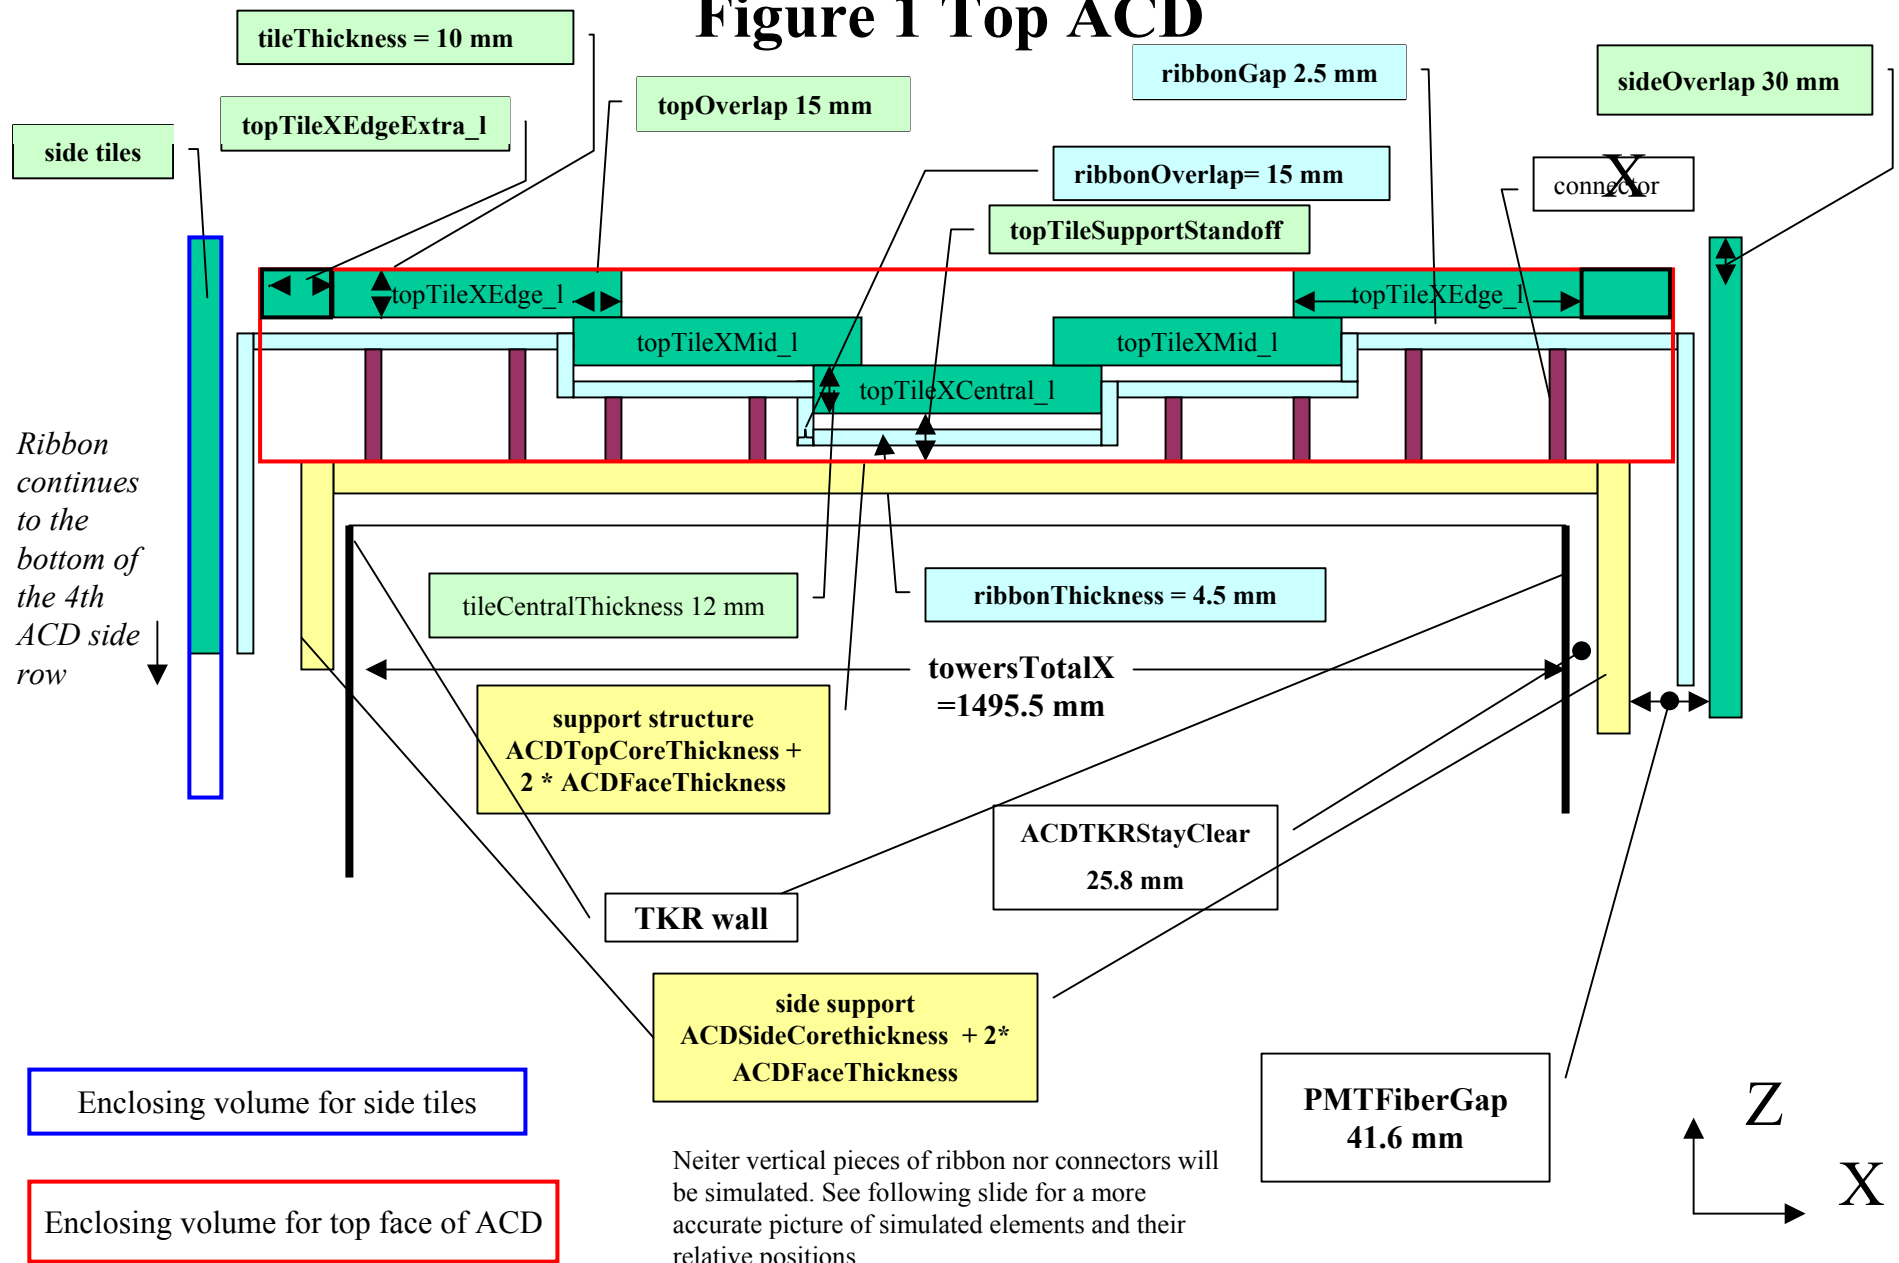 Figure 1 Top ACD
tileThickness = 10 mm
ribbonGap 2.5 mm
sideOverlap 30 mm
topOverlap 15 mm
topTileXEdgeExtra_l
side tiles
ribbonOverlap= 15 mm
X
connector
topTileSupportStandoff
topTileXEdge_l
topTileXEdge_l
topTileXMid_l
topTileXMid_l
topTileXCentral_l
Ribbon
continues
to the
bottom of
the 4th
ACD side
row
tileCentralThickness 12 mm
ribbonThickness = 4.5 mm
towersTotalX
=1495.5 mm
support structure
ACDTopCoreThickness +
2 * ACDFaceThickness
ACDTKRStayClear
25.8 mm
TKR wall
side support
ACDSideCorethickness + 2*
ACDFaceThickness
PMTFiberGap
41.6 mm
Enclosing volume for side tiles
Enclosing volume for top face of ACD
Neiter vertical pieces of ribbon nor connectors will
be simulated. See following slide for a more
accurate picture of simulated elements and their
relative positions
Z
X